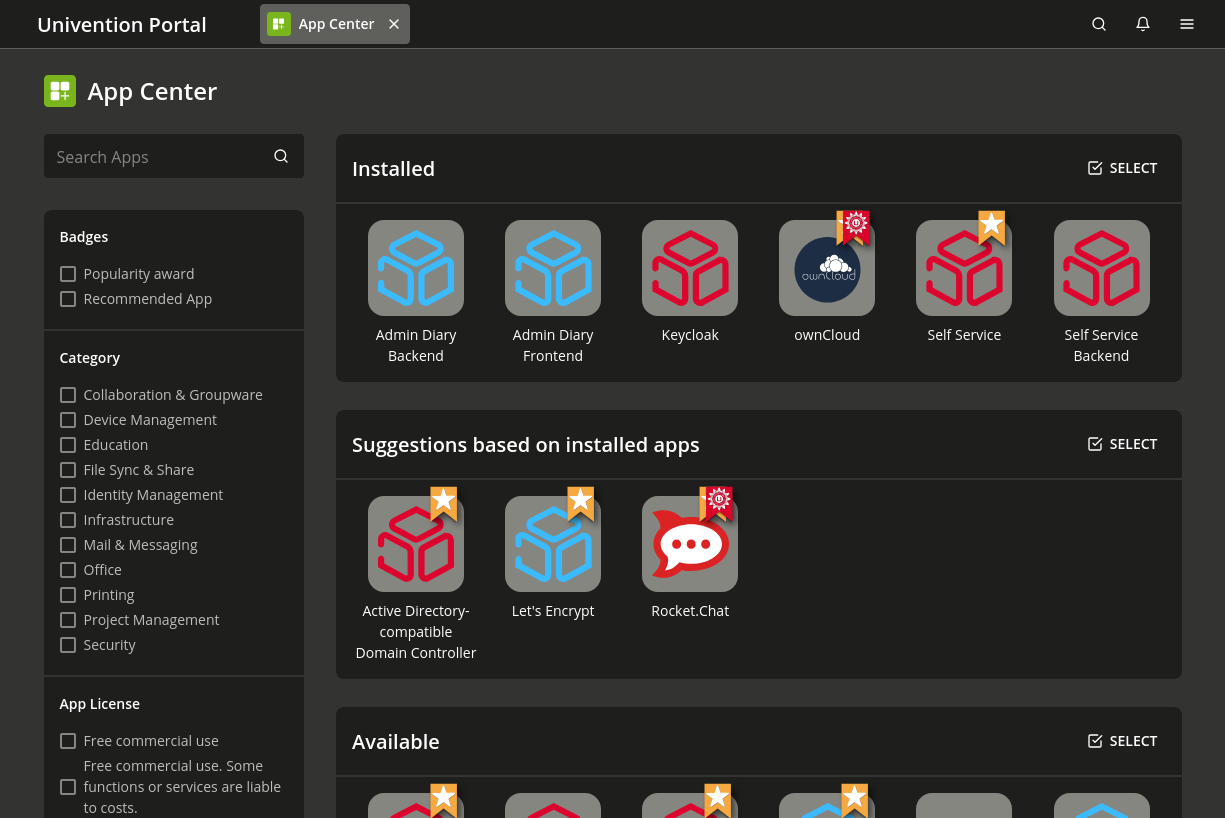 Univention Portal
App Center
App Center
Search Apps
Badges
Popularity award
Recommended App
Category
Collaboration & Groupware
Device Management
Education
File Sync & Share
Identity Management
Infrastructure
Mail & Messaging
Office
Printing
Project Management
Security
App License
Free commercial use
Free commercial use. Some
functions or services are liable
to costs.
Installed
SELECT
Admin Diary
Backend
Admin Diary
Frontend
Keycloak
ownCloud
ownCloud
Self Service
Self Service
Backend
Suggestions based on installed apps
SELECT
Active Directory-
compatible
Domain Controller
Let's Encrypt
Rocket.Chat
Available
SELECT